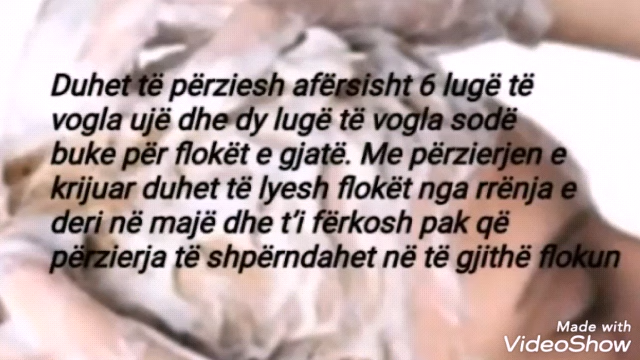 Duhet të përziesh afërsisht 6 lugë të
vogla ujë dhe dy lugë të vogla sodë
buke për flokët e gjatë. Me përzierjen e
krijuar duhet të lyesh flokët nga rrënja e
deri në majë dhe t'i fërkosh pak që
përzierja të shpërndahet në të gjithë flokun
Made with
VideoShow